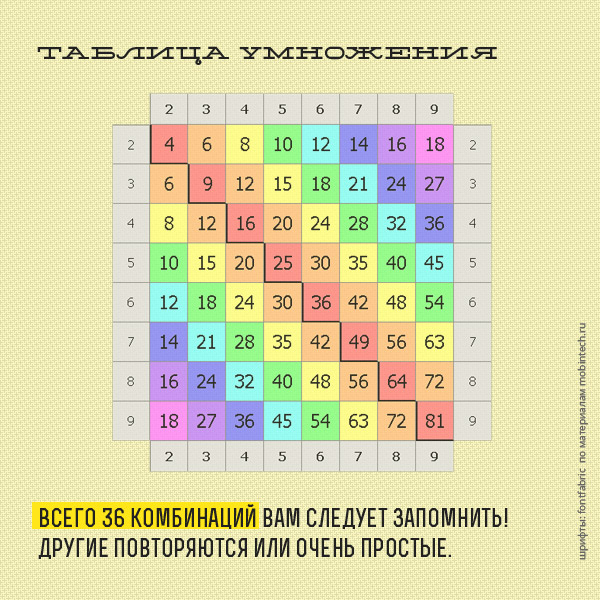 ТАБЛИЦА УМНОЖЕНИЯ
2 3 4 5 6 7 8 9
2 4 6 8 10 12 14 16 18 2
3 6 9 12 15 18 21 24 27 3
4 8 12 16 20 24 28 32 36 4
5 10 15 20 25 30 35 40 45 5
6 12 18 24 30 36 42 48 54 6
7 14 21 28 35 42 49 56 63 7
8 16 24 32 40 48 56 64 72 8
9 18 27 36 45 54 63 72 81 9
2 3 4 5 6 7 8 9
ВСЕГО 36 КОМБИНАЦИЙ ВАМ СЛЕДУЕТ ЗАПОМНИТЬ!
ДРУГИЕ ПОВТОРЯЮТСЯ ИЛИ ОЧЕНЬ ПРОСТЫЕ.
шрифты: fontfabric по материалам mobintech.ru